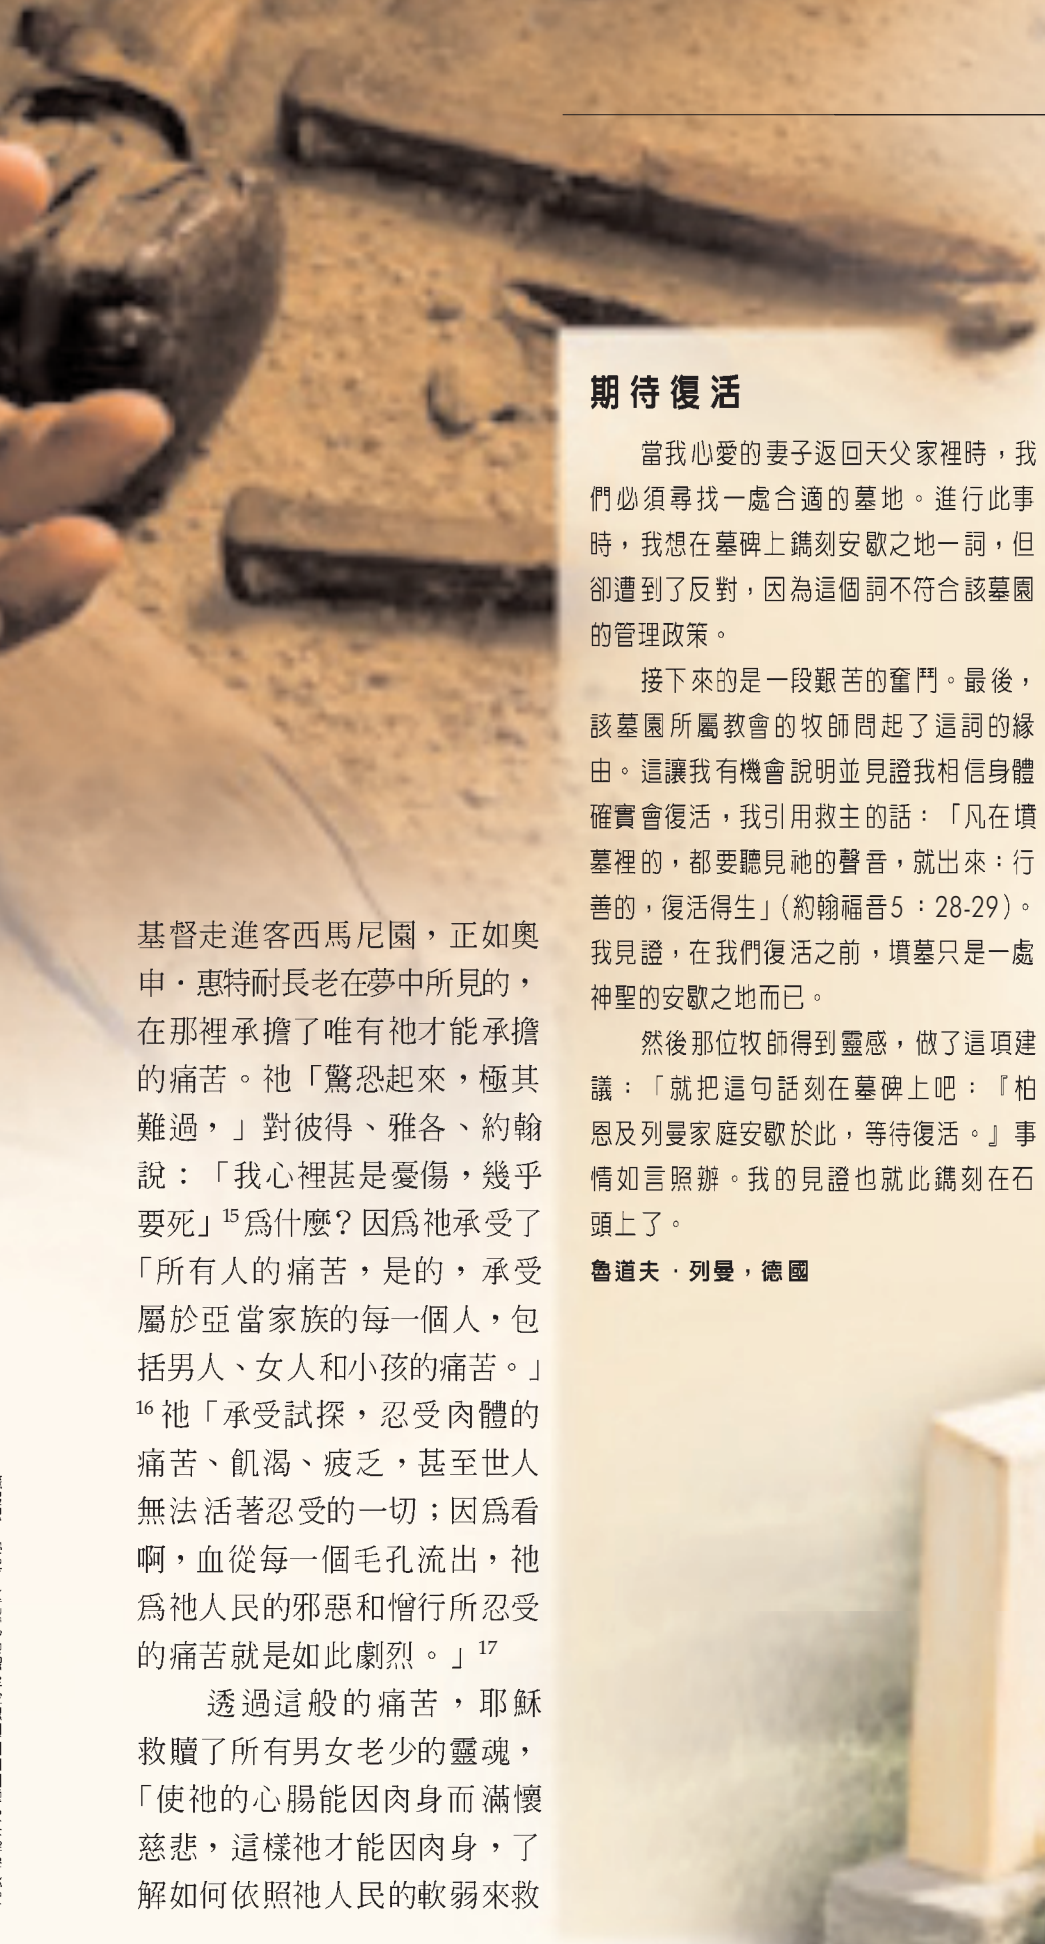 基督走進客西馬尼園，正如奧
申·惠特耐長老在夢中所見的，
在那裡承擔了唯有祂才能承擔
的痛苦。祂「驚恐起來，極其
難過，」對彼得、雅各、約翰
說：「我心裡甚是憂傷，幾乎
要死」15爲什麼？因爲祂承受了
「所有人的痛苦，是的，承受
屬於亞當家族的每一個人，包
括男人、女人和小孩的痛苦。」
16 祂「承受試探，忍受肉體的
痛苦、飢渴、疲乏，甚至世人
無法活著忍受的一切；因爲看
啊，血從每一個毛孔流出，祂
爲祂人民的邪惡和憎行所忍受
的痛苦就是如此劇烈。」17
透過這般的痛苦，耶穌
救贖了所有男女老少的靈魂，
「使祂的心腸能因肉身而滿懷
慈悲，這樣祂才能因肉身，了
解如何依照祂人民的軟弱來救
期待復活
當我心愛的妻子返回天父家裡時，我
們必須尋找一處合適的墓地。進行此事
時，我想在墓碑上鐫刻安歇之地一詞，但
卻遭到了反對，因為這個詞不符合該墓園
的管理政策。
接下來的是一段艱苦的奮鬥。最後，
該墓園所屬教會的牧師問起了這詞的緣
由。這讓我有機會說明並見證我相信身體
確實會復活，我引用救主的話：「凡在墳
墓裡的，都要聽見祂的聲音，就出來：行
善的，復活得生」（約翰福音5：28-29）。
我見證，在我們復活之前，墳墓只是一處
神聖的安歇之地而已。
然後那位牧師得到靈感，做了這項建
議：「就把這句話刻在墓碑上吧：『柏
恩及列曼家庭安歇於此，等待復活。』事
情如言照辦。我的見證也就此鐫刻在石
頭上了。
魯道夫·列曼，德國